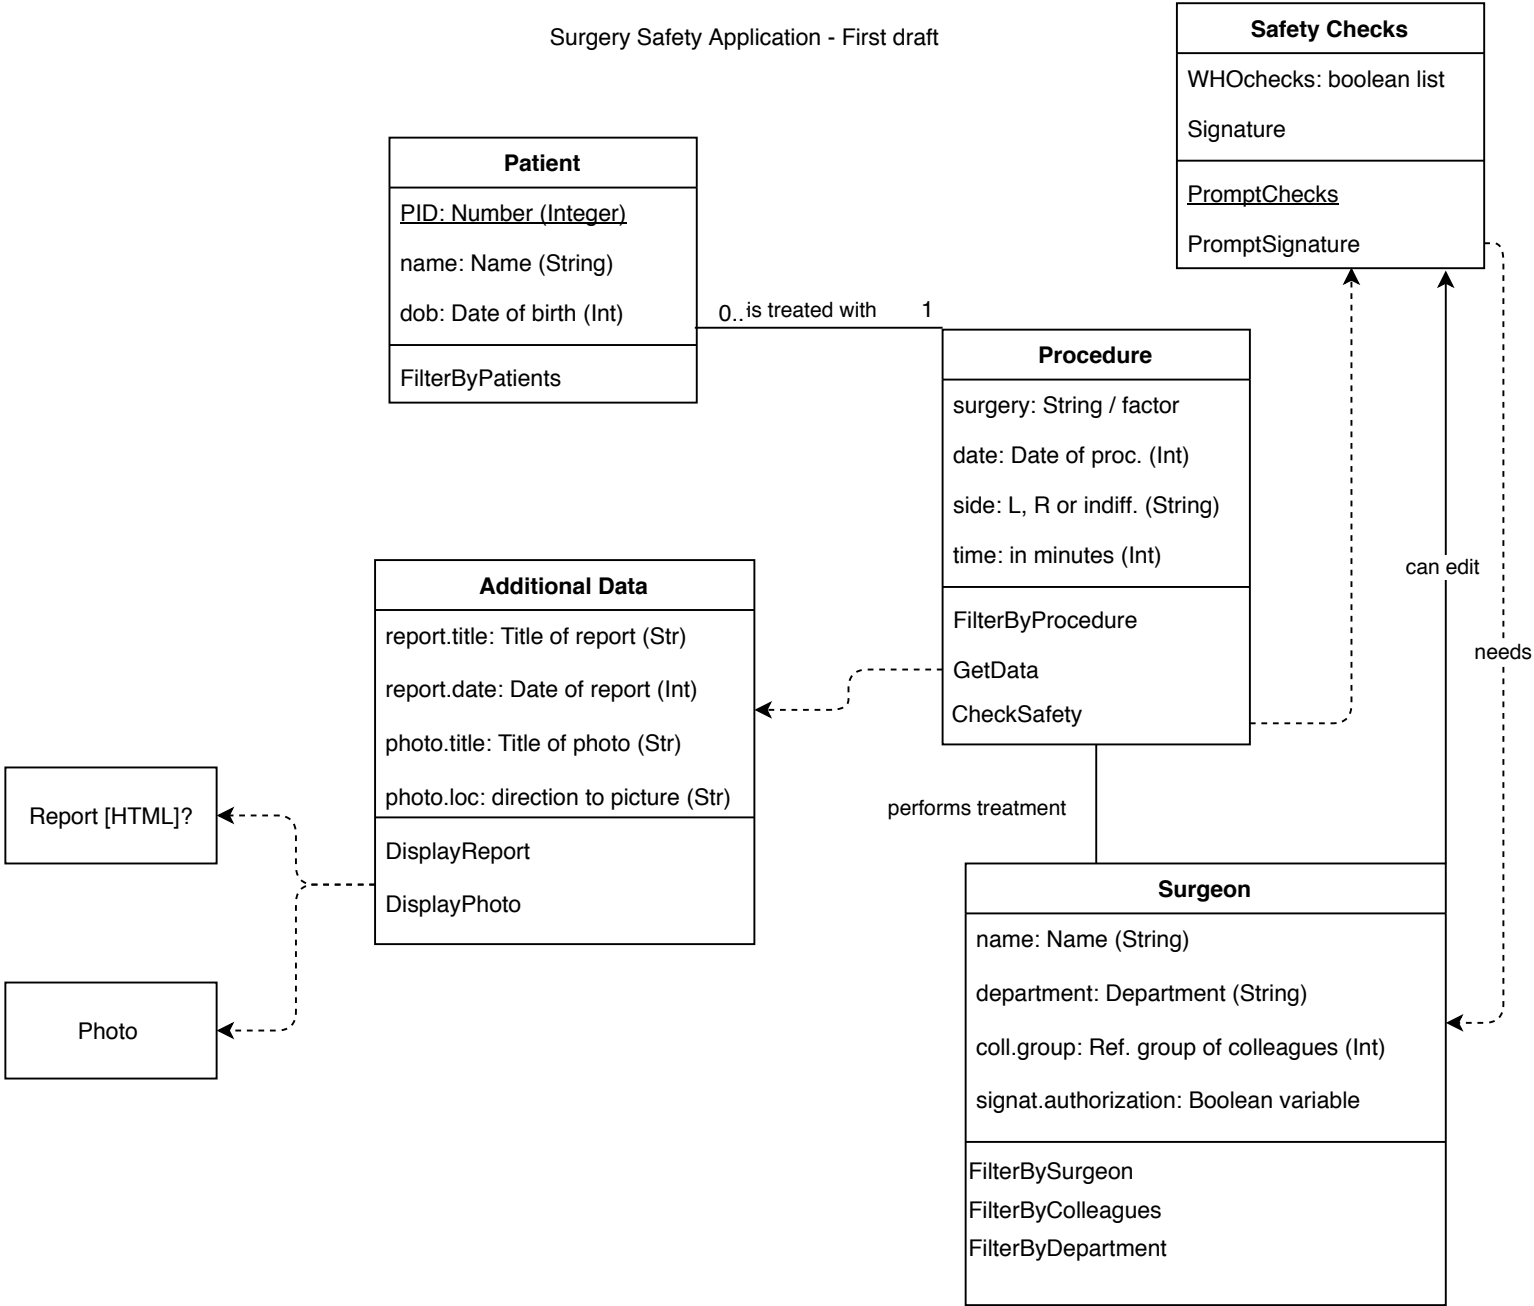 Surgery Safety Application - First draft
Safety Checks
WHOchecks: boolean list
Signature
PromptChecks
PromptSignature
Patient
PID: Number (Integer)
name: Name (String)
dob: Date of birth (Int)
FilterByPatients
0..
is treated with
1
Procedure
surgery: String / factor
date: Date of proc. (Int)
side: L, R or indiff. (String)
time: in minutes (Int)
FilterByProcedure
GetData
CheckSafety
can edit
needs
Additional Data
report.title: Title of report (Str)
report.date: Date of report (Int)
photo.title: Title of photo (Str)
photo.loc: direction to picture (Str)
DisplayReport
DisplayPhoto
Report [HTML]?
Photo
performs treatment
Surgeon
name: Name (String)
department: Department (String)
coll.group: Ref. group of colleagues (Int)
signat.authorization: Boolean variable
FilterBySurgeon
FilterByColleagues
FilterByDepartment